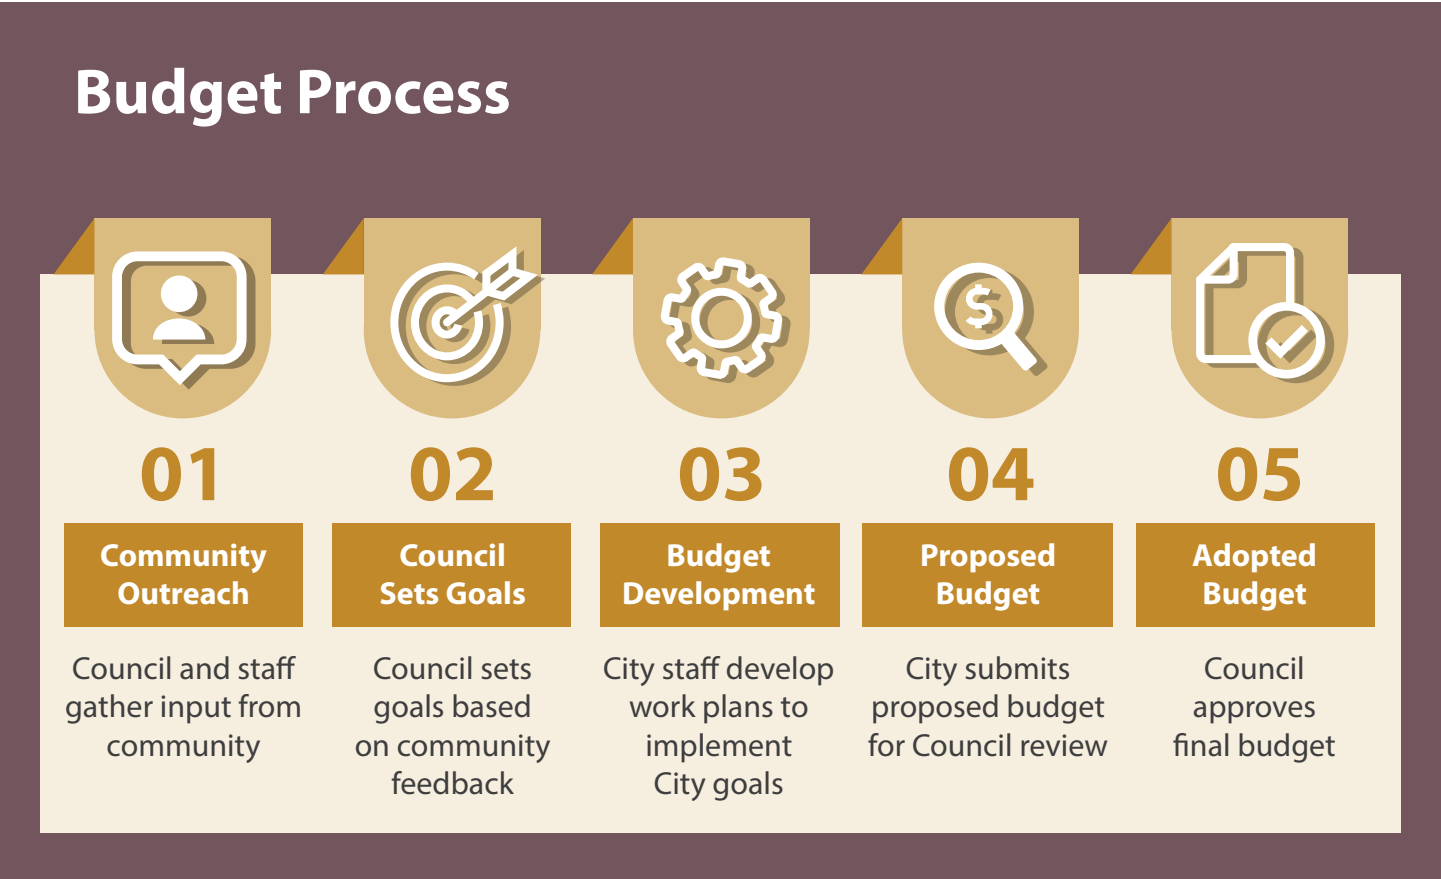 Budget Process
$
01
Community
Outreach
Council and staff
gather input from
community
02
Council
Sets Goals
Council sets
goals based
on community
feedback
03
Budget
Development
City staff develop
work plans to
implement
City goals
04
Proposed
Budget
City submits
proposed budget
for Council review
05
Adopted
Budget
Council
approves
final budget